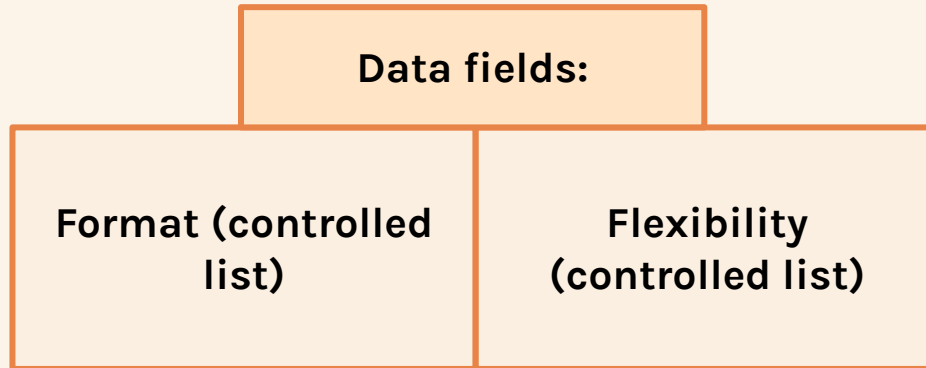 Data fields:
Format (controlled
list)
Flexibility
(controlled list)